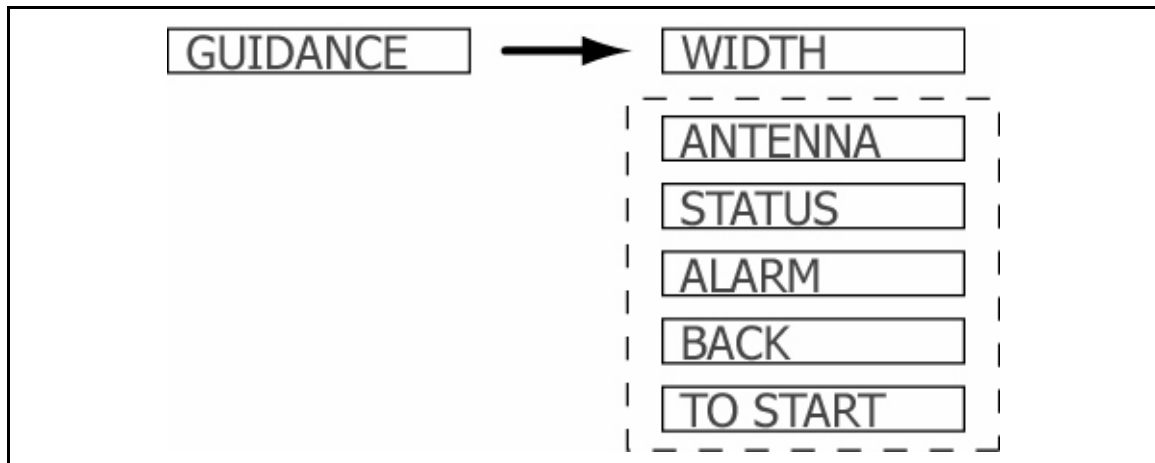 GUIDANCE
WIDTH
ANTENNA
STATUS
ALARM
BACK
TO START